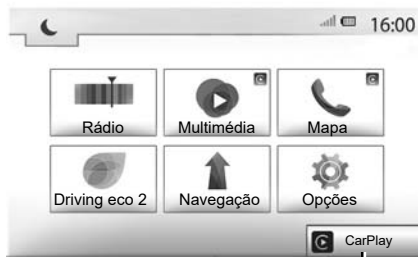 16:00
Rádio
Multimédia
Mapa
Driving eco 2
Navegação
Opções
CarPlay